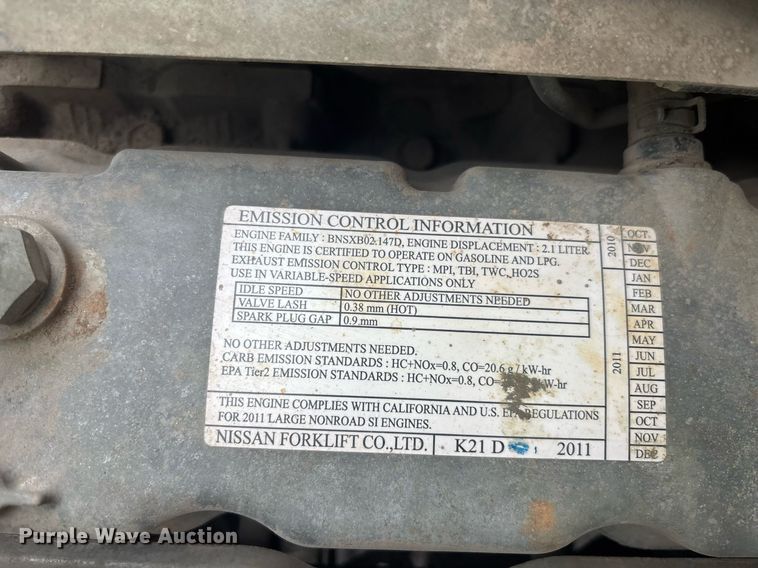 EMISSION CONTROL INFORMATION
ENGINE FAMILY : BNSXB02.147D, ENGINE DISPLACEMENT : 2.1 LITER
THIS ENGINE IS CERTIFIED TO OPERATE ON GASOLINE AND LPG.
EXHAUST EMISSION CONTROL TYPE : MPI, TBI, TWC, HO2S
USE IN VARIABLE-SPEED APPLICATIONS ONLY
IDLE SPEED NO OTHER ADJUSTMENTS NEEDED
VALVE LASH 0.38 mm (HOT)
SPARK PLUG GAP 0.9 mm
NO OTHER ADJUSTMENTS NEEDED.
CARB EMISSION STANDARDS : HC+NOx=0.8, CO=20.6 g / kW-hr
EPA Tier2 EMISSION STANDARDS : HC+NOx=0.8, CO= / kW-hr
THIS ENGINE COMPLIES WITH CALIFORNIA AND U.S. EPA REGULATIONS
FOR 2011 LARGE NONROAD SI ENGINES.
NISSAN FORKLIFT CO.,LTD. K21 D 2011
2010
OCT.
NOV
DEC
2011
JAN
FEB
MAR
APR
MAY
JUN
JUL
AUG
SEP
OCT
NOV
DEC
Purple Wave Auction